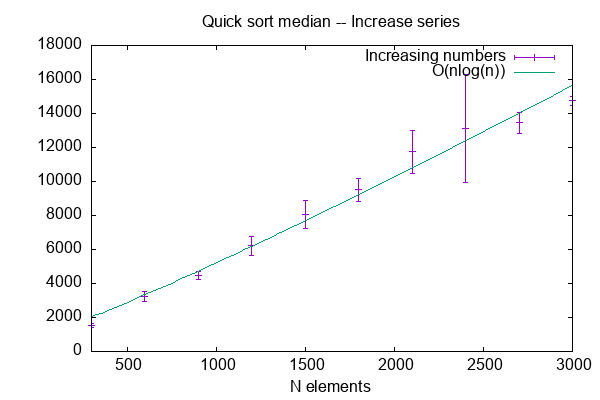 Quick sort median -- Increase series
18000
16000
14000
12000
10000
8000
6000
4000
2000
0
Increasing numbers
O(nlog(n))
500 1000 1500 2000 2500 3000
N elements